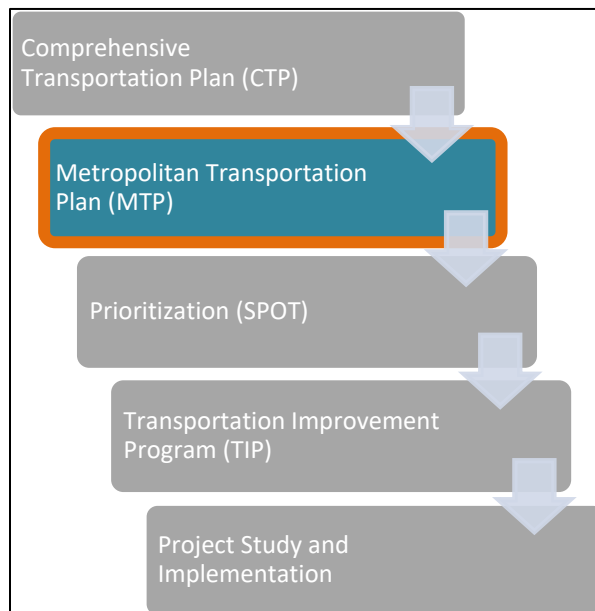 Comprehensive
Transportation Plan (CTP)
Metropolitan Transportation
Plan (MTP)
Prioritization (SPOT)
Transportation Improvement
Program (TIP)
Project Study and
Implementation